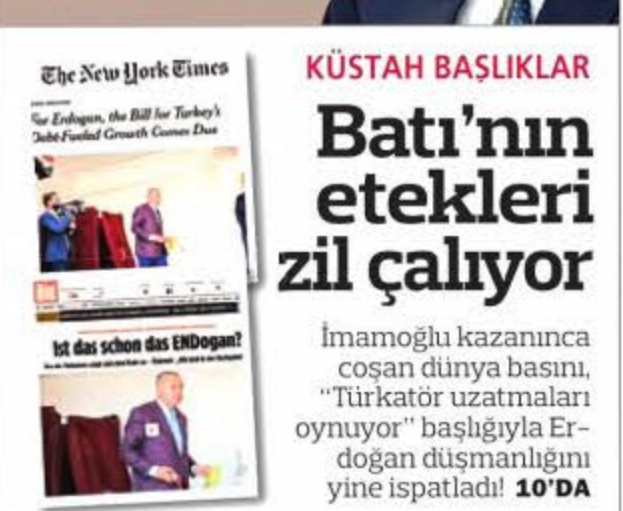 The New York Times
For Erdogan, the Bill for Turkey's
Debt-Fueled Growth Comes Due
Bild
Ist das schon das ENDogan?
KÜSTAH BAŞLIKLAR
Batı’nın
etekleri
zil çalıyor
İmamoğlu kazanınca
coşan dünya basını,
“Türkatör uzatmaları
oynuyor” başlığıyla Er-
doğan düşmanlığını
yine ispatladı! 10’DA